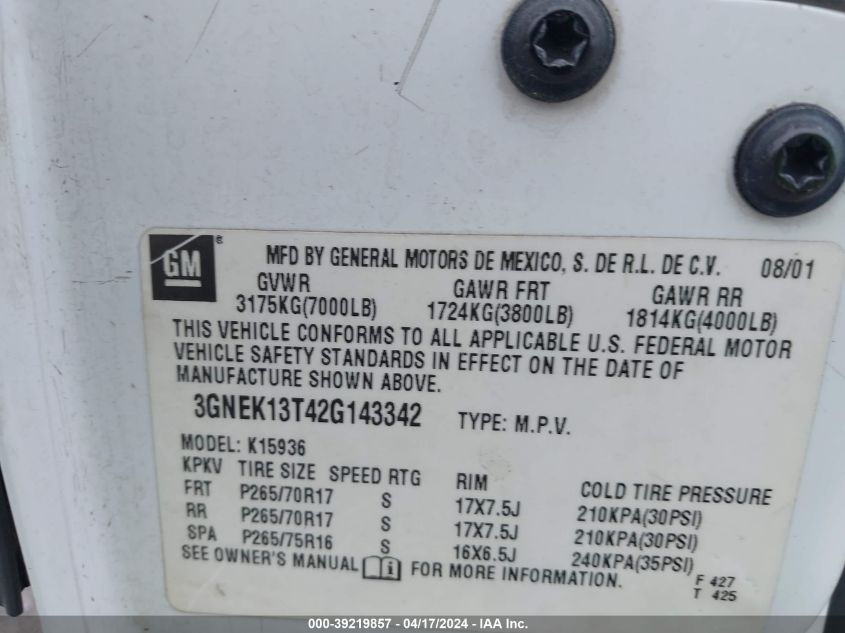 GM ®
MFD BY GENERAL MOTORS DE MEXICO, S. DE R.L. DE C.V. 08/01
GVWR GAWR FRT GAWR RR
3175KG(7000LB) 1724KG(3800LB) 1814KG(4000LB)
THIS VEHICLE CONFORMS TO ALL APPLICABLE U.S. FEDERAL MOTOR
VEHICLE SAFETY STANDARDS IN EFFECT ON THE DATE OF
MANUFACTURE SHOWN ABOVE.
3GNEK13T42G143342 TYPE: M.P.V.
MODEL: K15936
KPKV TIRE SIZE SPEED RTG RIM COLD TIRE PRESSURE
FRT P265/70R17 S 17X7.5J 210KPA(30PSI)
RR P265/70R17 S 17X7.5J 210KPA(30PSI)
SPA P265/75R16 S 16X6.5J 240KPA(35PSI)
SEE OWNER'S MANUAL i FOR MORE INFORMATION.
F 427
T 425
000-39219857 - 04/17/2024 - IAA Inc.